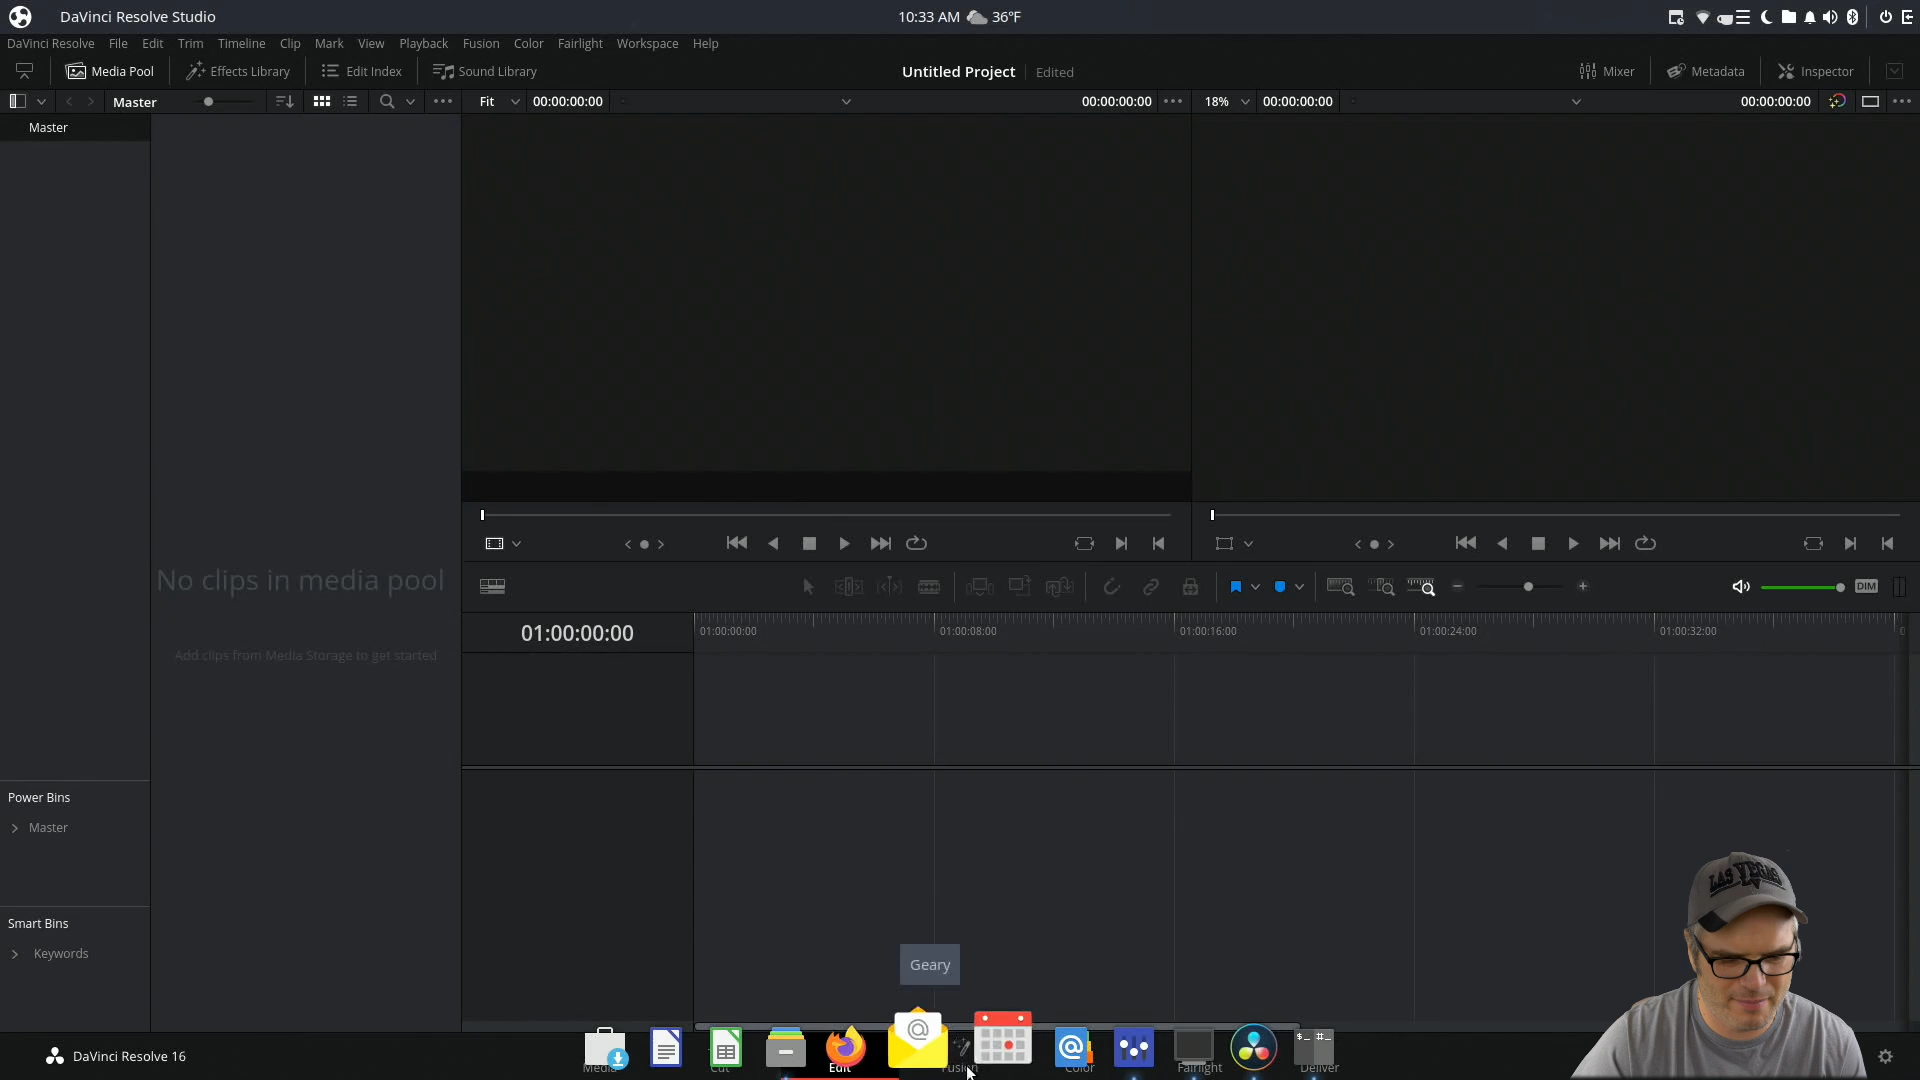 DaVinci Resolve Studio
10:33 AM 36°F
DaVinci Resolve File Edit Trim Timeline Clip Mark View Playback Fusion Color Fairlight Workspace Help
Media Pool Effects Library Edit Index Sound Library Untitled Project Edited Mixer Metadata Inspector
Master Fit 00:00:00:00 00:00:00:00 18% 00:00:00:00 00:00:00:00
Master
No clips in media pool
Add clips from Media Storage to get started
DIM
01:00:00:00
01:00:00:00 01:00:08:00 01:00:16:00 01:00:24:00 01:00:32:00
Power Bins
Master
Smart Bins
Keywords
LAS VEGAS
Geary
DaVinci Resolve 16
Media Cut Edit Fusion Color Fairlight Deliver